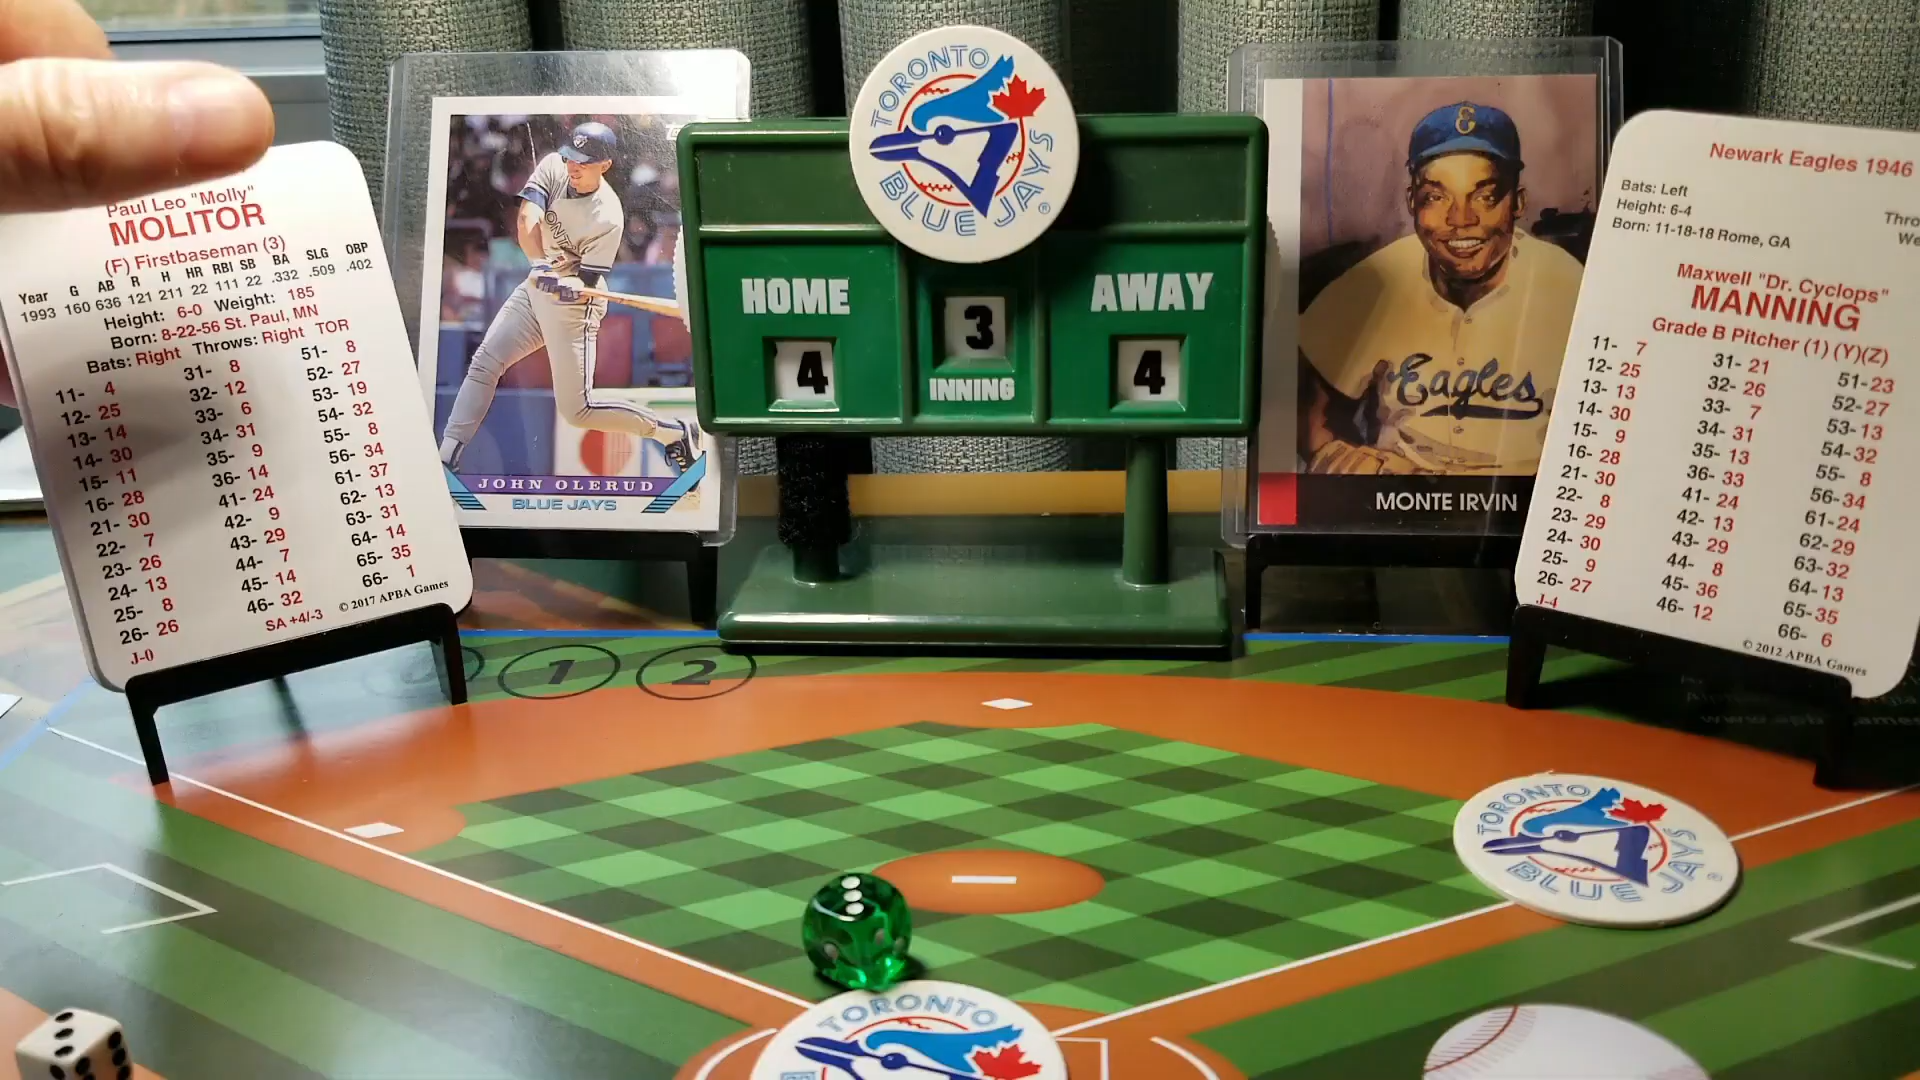 Paul Leo "Molly"
MOLITOR
(F) Firstbaseman (3)
Year G AB R H HR RBI SB BA SLG OBP
1993 160 636 121 211 22 111 22 .332 .509 .402
Height: 6-0 Weight: 185
Born: 8-22-56 St. Paul, MN
Bats: Right Throws: Right TOR
11- 4 31- 8 51- 8
12- 25 32- 12 52- 27
13- 14 33- 6 53- 19
14- 30 34- 31 54- 32
15- 11 35- 9 55- 8
16- 28 36- 14 56- 34
21- 30 41- 24 61- 37
22- 7 42- 9 62- 13
23- 26 43- 29 63- 31
24- 13 44- 7 64- 14
25- 8 45- 14 65- 35
26- 26 46- 32 66- 1
J-0 SA +4/-3 © 2017 APBA Games
JOHN OLERUD
BLUE JAYS
TORONTO
BLUE JAYS
®
HOME
4
3
INNING
AWAY
4
Eagles
MONTE IRVIN
Newark Eagles 1946
Bats: Left
Height: 6-4
Born: 11-18-18 Rome, GA
Maxwell "Dr. Cyclops"
MANNING
Grade B Pitcher (1) (Y)(Z)
11- 7 31- 21 51- 23
12- 25 32- 26 52- 27
13- 13 33- 7 53- 13
14- 30 34- 31 54- 32
15- 9 35- 13 55- 8
16- 28 36- 33 56- 34
21- 30 41- 24 61- 24
22- 8 42- 13 62- 29
23- 29 43- 29 63- 32
24- 30 44- 8 64- 13
25- 9 45- 36 65- 35
26- 27 46- 12 66- 6
J-4 © 2012 APBA Games
1 2
TORONTO
BLUE JAYS
®
TORONTO